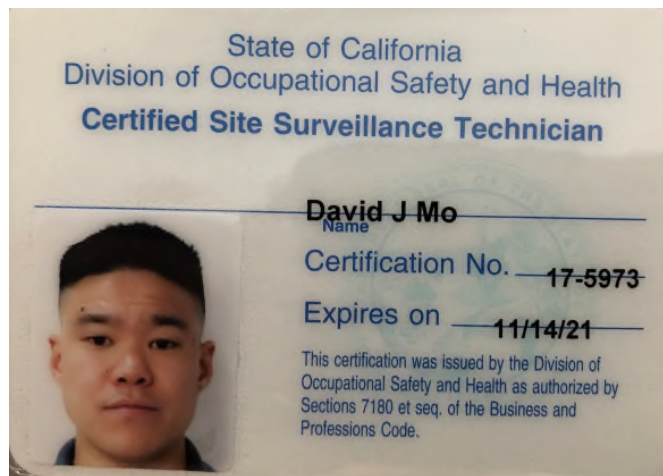 State of California
Division of Occupational Safety and Health
Certified Site Surveillance Technician
David J Mo
Name
Certification No. 17-5973
Expires on 11/14/21
This certification was issued by the Division of
Occupational Safety and Health as authorized by
Sections 7180 et seq. of the Business and
Professions Code.